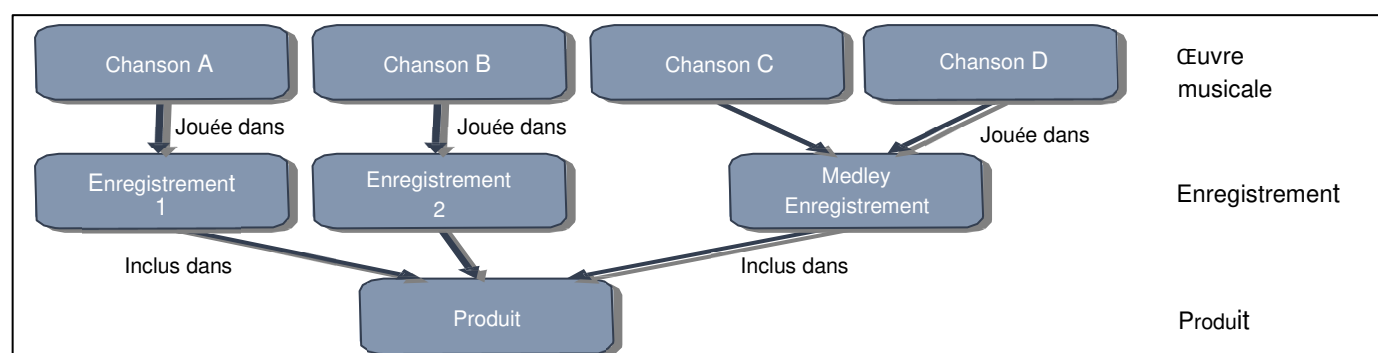 Chanson A
Chanson B
Chanson C
Chanson D
Œuvre
musicale
Jouée dans
Jouée dans
Jouée dans
Enregistrement
1
Enregistrement
2
Medley
Enregistrement
Enregistrement
Inclus dans
Inclus dans
Produit
Produit